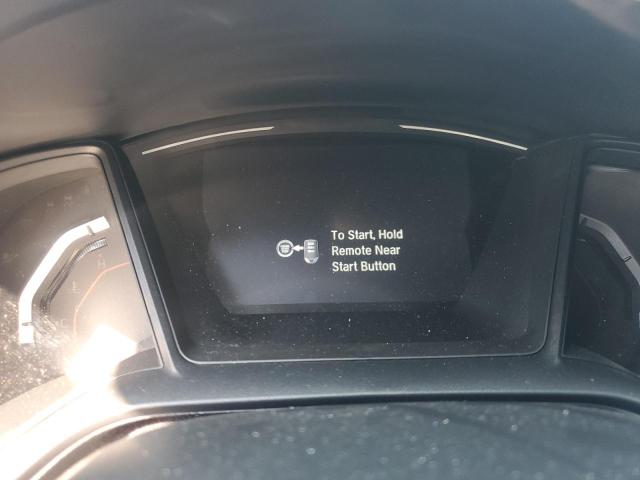 To Start, Hold
Remote Near
Start Button